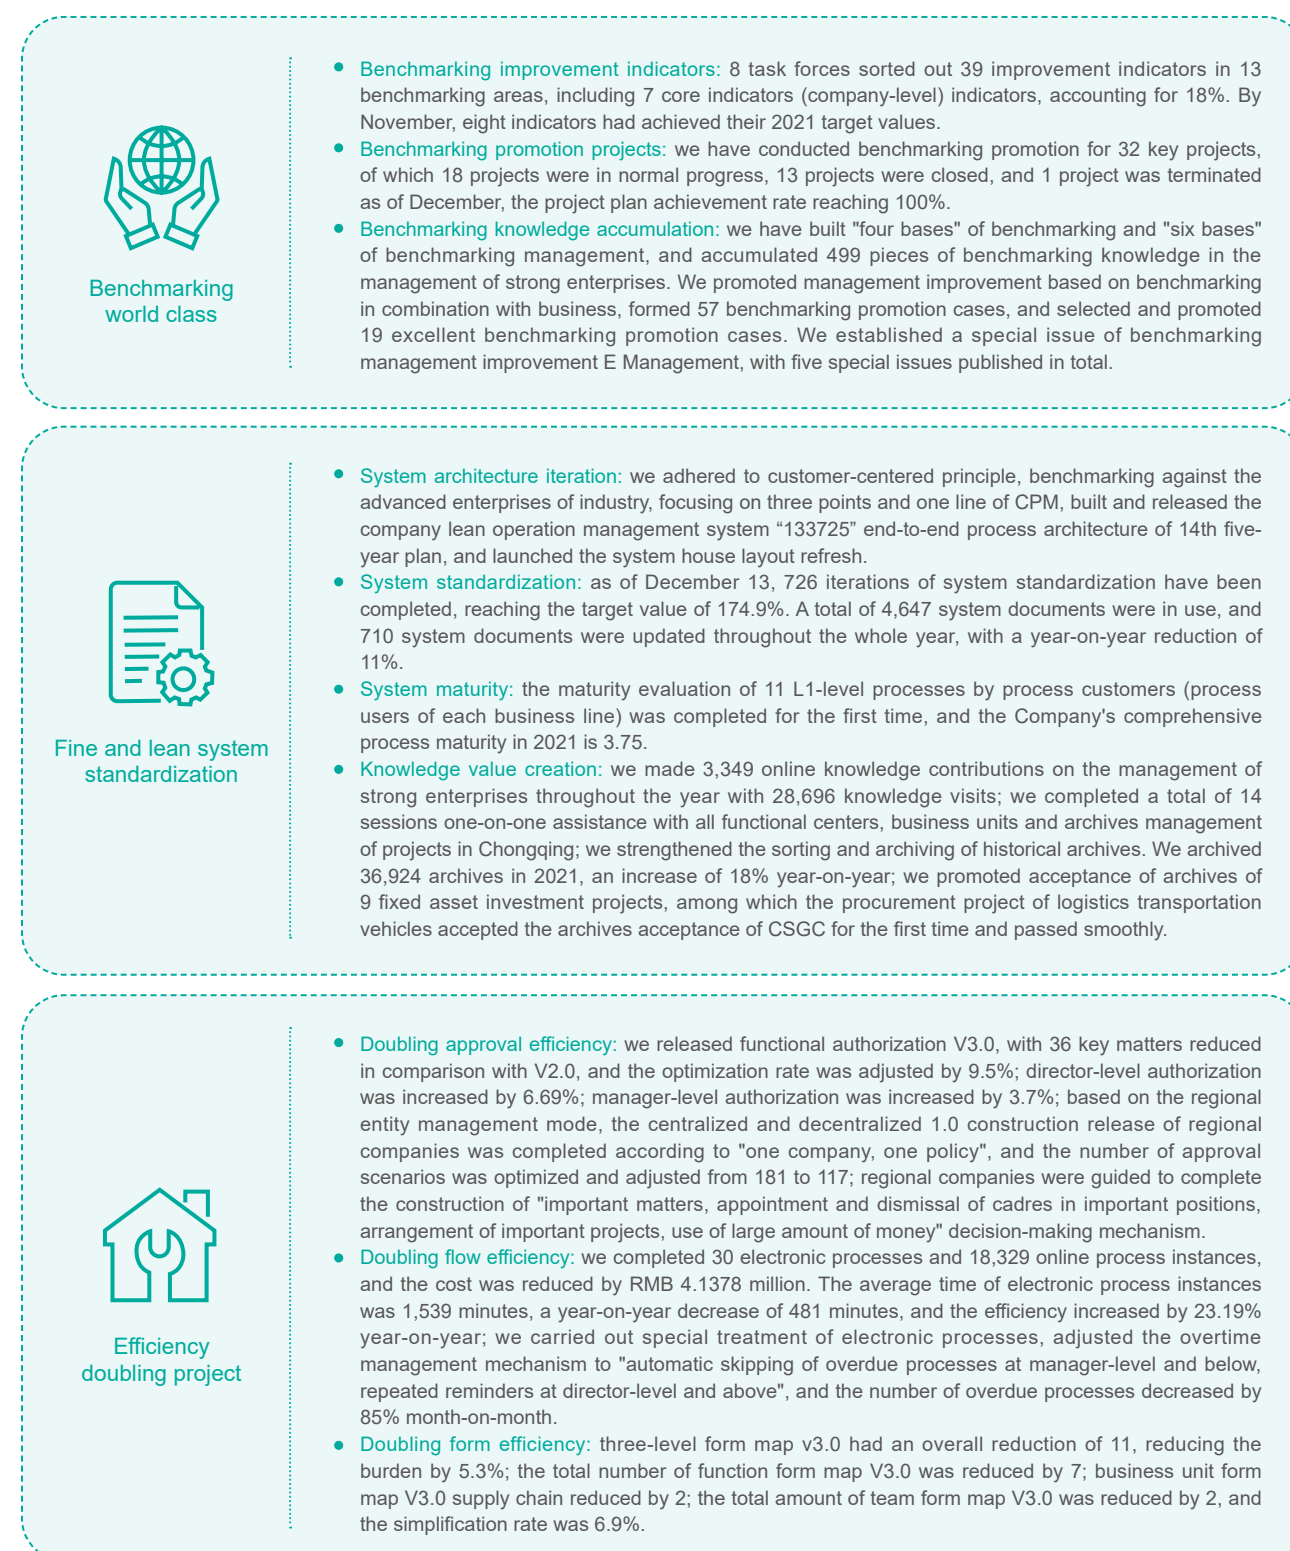 Benchmarking
world class
Benchmarking improvement indicators: 8 task forces sorted out 39 improvement indicators in 13
benchmarking areas, including 7 core indicators (company-level) indicators, accounting for 18%. By
November, eight indicators had achieved their 2021 target values.
Benchmarking promotion projects: we have conducted benchmarking promotion for 32 key projects,
of which 18 projects were in normal progress, 13 projects were closed, and 1 project was terminated
as of December, the project plan achievement rate reaching 100%.
Benchmarking knowledge accumulation: we have built "four bases" of benchmarking and "six bases"
of benchmarking management, and accumulated 499 pieces of benchmarking knowledge in the
management of strong enterprises. We promoted management improvement based on benchmarking
in combination with business, formed 57 benchmarking promotion cases, and selected and promoted
19 excellent benchmarking promotion cases. We established a special issue of benchmarking
management improvement E Management, with five special issues published in total.
Fine and lean system
standardization
System architecture iteration: we adhered to customer-centered principle, benchmarking against the
advanced enterprises of industry, focusing on three points and one line of CPM, built and released the
company lean operation management system “133725” end-to-end process architecture of 14th five-
year plan, and launched the system house layout refresh.
System standardization: as of December 13, 726 iterations of system standardization have been
completed, reaching the target value of 174.9%. A total of 4,647 system documents were in use, and
710 system documents were updated throughout the whole year, with a year-on-year reduction of
11%.
System maturity: the maturity evaluation of 11 L1-level processes by process customers (process
users of each business line) was completed for the first time, and the Company's comprehensive
process maturity in 2021 is 3.75.
Knowledge value creation: we made 3,349 online knowledge contributions on the management of
strong enterprises throughout the year with 28,696 knowledge visits; we completed a total of 14
sessions one-on-one assistance with all functional centers, business units and archives management
of projects in Chongqing; we strengthened the sorting and archiving of historical archives. We archived
36,924 archives in 2021, an increase of 18% year-on-year; we promoted acceptance of archives of
9 fixed asset investment projects, among which the procurement project of logistics transportation
vehicles accepted the archives acceptance of CSGC for the first time and passed smoothly.
Efficiency
doubling project
Doubling approval efficiency: we released functional authorization V3.0, with 36 key matters reduced
in comparison with V2.0, and the optimization rate was adjusted by 9.5%; director-level authorization
was increased by 6.69%; manager-level authorization was increased by 3.7%; based on the regional
entity management mode, the centralized and decentralized 1.0 construction release of regional
companies was completed according to "one company, one policy", and the number of approval
scenarios was optimized and adjusted from 181 to 117; regional companies were guided to complete
the construction of "important matters, appointment and dismissal of cadres in important positions,
arrangement of important projects, use of large amount of money" decision-making mechanism.
Doubling flow efficiency: we completed 30 electronic processes and 18,329 online process instances,
and the cost was reduced by RMB 4.1378 million. The average time of electronic process instances
was 1,539 minutes, a year-on-year decrease of 481 minutes, and the efficiency increased by 23.19%
year-on-year; we carried out special treatment of electronic processes, adjusted the overtime
management mechanism to "automatic skipping of overdue processes at manager-level and below,
repeated reminders at director-level and above", and the number of overdue processes decreased by
85% month-on-month.
Doubling form efficiency: three-level form map v3.0 had an overall reduction of 11, reducing the
burden by 5.3%; the total number of function form map V3.0 was reduced by 7; business unit form
map V3.0 supply chain reduced by 2; the total amount of team form map V3.0 was reduced by 2, and
the simplification rate was 6.9%.